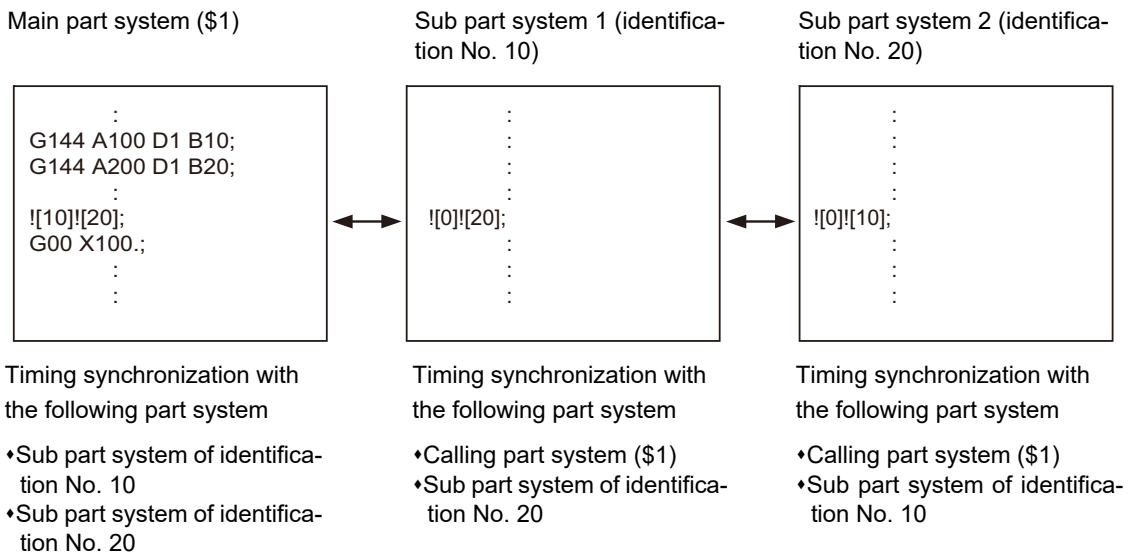 Main part system ($1)
Sub part system 1 (identifica-
tion No. 10)
Sub part system 2 (identifica-
tion No. 20)
:
G144 A100 D1 B10;
G144 A200 D1 B20;
:
![10]![20];
G00 X100.;
:
:
:
:
:
:
![0]![20];
:
:
:
:
:
:
:
![0]![10];
:
:
:
Timing synchronization with
the following part system
⬧Sub part system of identifica-
tion No. 10
⬧Sub part system of identifica-
tion No. 20
Timing synchronization with
the following part system
⬧Calling part system ($1)
⬧Sub part system of identifica-
tion No. 20
Timing synchronization with
the following part system
⬧Calling part system ($1)
⬧Sub part system of identifica-
tion No. 10